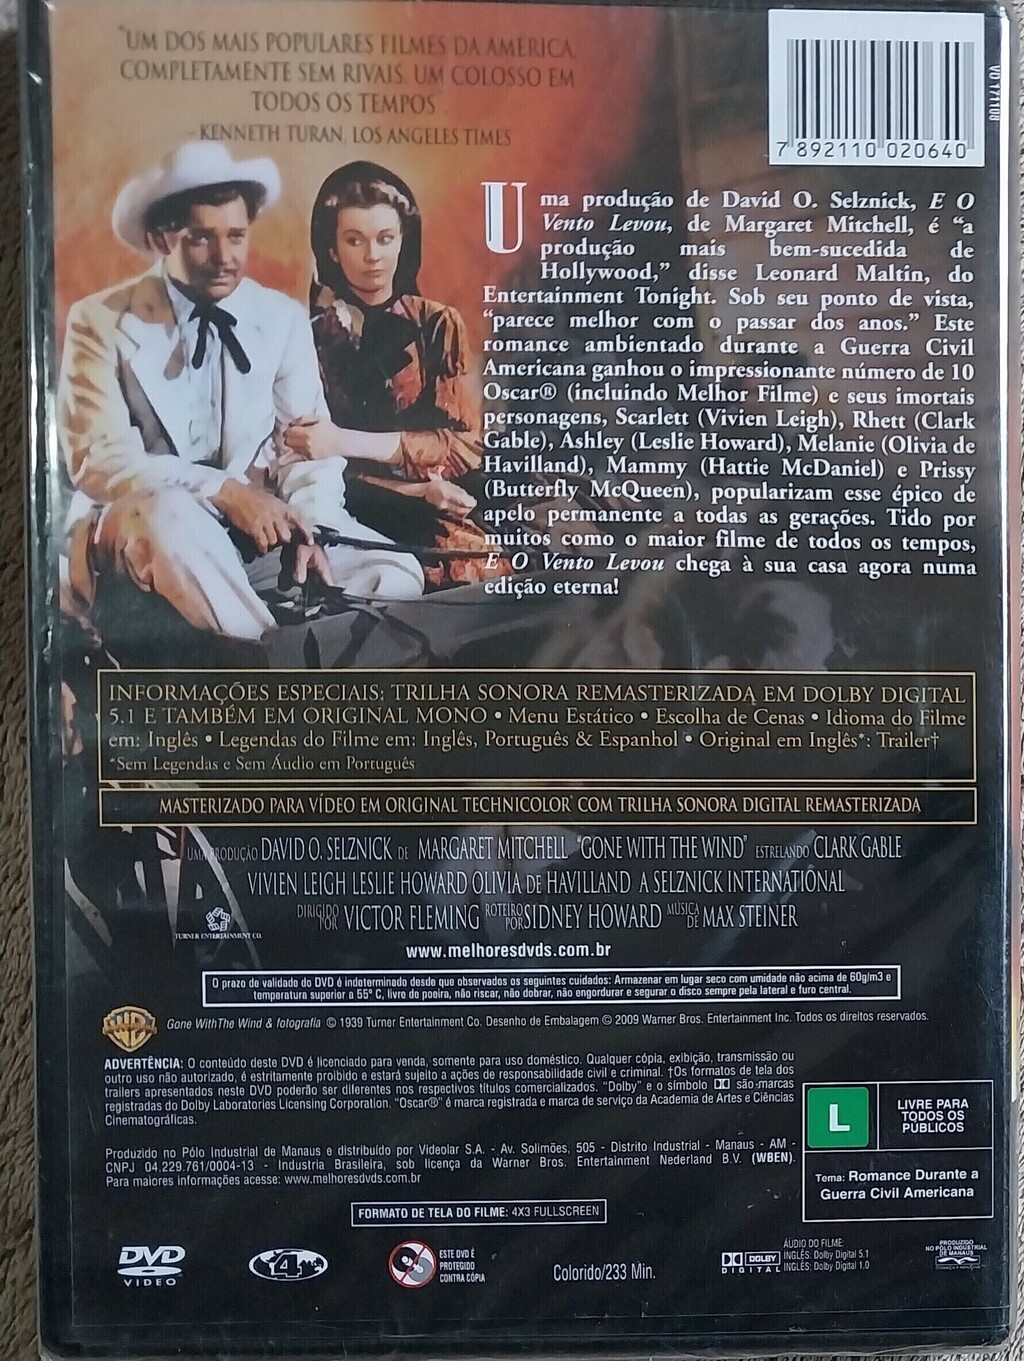 "UM DOS MAIS POPULARES FILMES DA AMÉRICA,
COMPLETAMENTE SEM RIVAIS. UM COLOSSO EM
TODOS OS TEMPOS".
- KENNETH TURAN, LOS ANGELES TIMES
VD 171108
7 892110 020640
Uma produção de David O. Selznick, E O
Vento Levou, de Margaret Mitchell, é "a
produção mais bem-sucedida de
Hollywood," disse Leonard Maltin, do
Entertainment Tonight. Sob seu ponto de vista,
"parece melhor com o passar dos anos." Este
romance ambientado durante a Guerra Civil
Americana ganhou o impressionante número de 10
Oscar® (incluindo Melhor Filme) e seus imortais
personagens, Scarlett (Vivien Leigh), Rhett (Clark
Gable), Ashley (Leslie Howard), Melanie (Olivia de
Havilland), Mammy (Hattie McDaniel) e Prissy
(Butterfly McQueen), popularizam esse épico de
apelo permanente a todas as gerações. Tido por
muitos como o maior filme de todos os tempos,
E O Vento Levou chega à sua casa agora numa
edição eterna!
INFORMAÇÕES ESPECIAIS: TRILHA SONORA REMASTERIZADA EM DOLBY DIGITAL
5.1 E TAMBÉM EM ORIGINAL MONO • Menu Estático • Escolha de Cenas • Idioma do Filme
em: Inglês • Legendas do Filme em: Inglês, Português & Espanhol • Original em Inglês*: Trailer†
*Sem Legendas e Sem Áudio em Português
MASTERIZADO PARA VÍDEO EM ORIGINAL TECHNICOLOR® COM TRILHA SONORA DIGITAL REMASTERIZADA
UMA PRODUÇÃO DAVID O. SELZNICK DE MARGARET MITCHELL "GONE WITH THE WIND" ESTRELANDO CLARK GABLE
VIVIEN LEIGH LESLIE HOWARD OLIVIA DE HAVILLAND A SELZNICK INTERNATIONAL
DIRIGIDO POR VICTOR FLEMING ROTEIRO POR SIDNEY HOWARD MÚSICA DE MAX STEINER
TURNER ENTERTAINMENT CO.
www.melhoresdvds.com.br
O prazo de validade do DVD é indeterminado desde que observados os seguintes cuidados: Armazenar em lugar seco com umidade não acima de 60g/m3 e
temperatura superior a 55° C, livre de poeira, não riscar, não dobrar, não engordurar e segurar o disco sempre pela lateral e furo central.
WB
Gone WithThe Wind & fotografia © 1939 Turner Entertainment Co. Desenho de Embalagem © 2009 Warner Bros. Entertainment Inc. Todos os direitos reservados.
ADVERTÊNCIA: O conteúdo deste DVD é licenciado para venda, somente para uso doméstico. Qualquer cópia, exibição, transmissão ou
outro uso não autorizado, é estritamente proibido e estará sujeito a ações de responsabilidade civil e criminal. †Os formatos de tela dos
trailers apresentados neste DVD poderão ser diferentes nos respectivos títulos comercializados. "Dolby" e o símbolo são marcas
registradas do Dolby Laboratories Licensing Corporation. "Oscar®" é marca registrada e marca de serviço da Academia de Artes e Ciências
Cinematográficas.
Produzido no Pólo Industrial de Manaus e distribuído por Videolar S.A. - Av. Solimões, 505 - Distrito Industrial - Manaus - AM -
CNPJ 04.229.761/0004-13 - Industria Brasileira, sob licença da Warner Bros. Entertainment Nederland B.V. (WBEN).
Para maiores informações acesse: www.melhoresdvds.com.br
L
LIVRE PARA
TODOS OS
PÚBLICOS
Tema: Romance Durante a
Guerra Civil Americana
FORMATO DE TELA DO FILME: 4X3 FULLSCREEN
DVD
VIDEO
4
ESTE DVD É
PROTEGIDO
CONTRA CÓPIA
Colorido/233 Min.
DOLBY
DIGITAL
ÁUDIO DO FILME
INGLÊS: Dolby Digital 5.1
INGLÊS: Dolby Digital 1.0
PRODUZIDO
NO PÓLO INDUSTRIAL
DE MANAUS